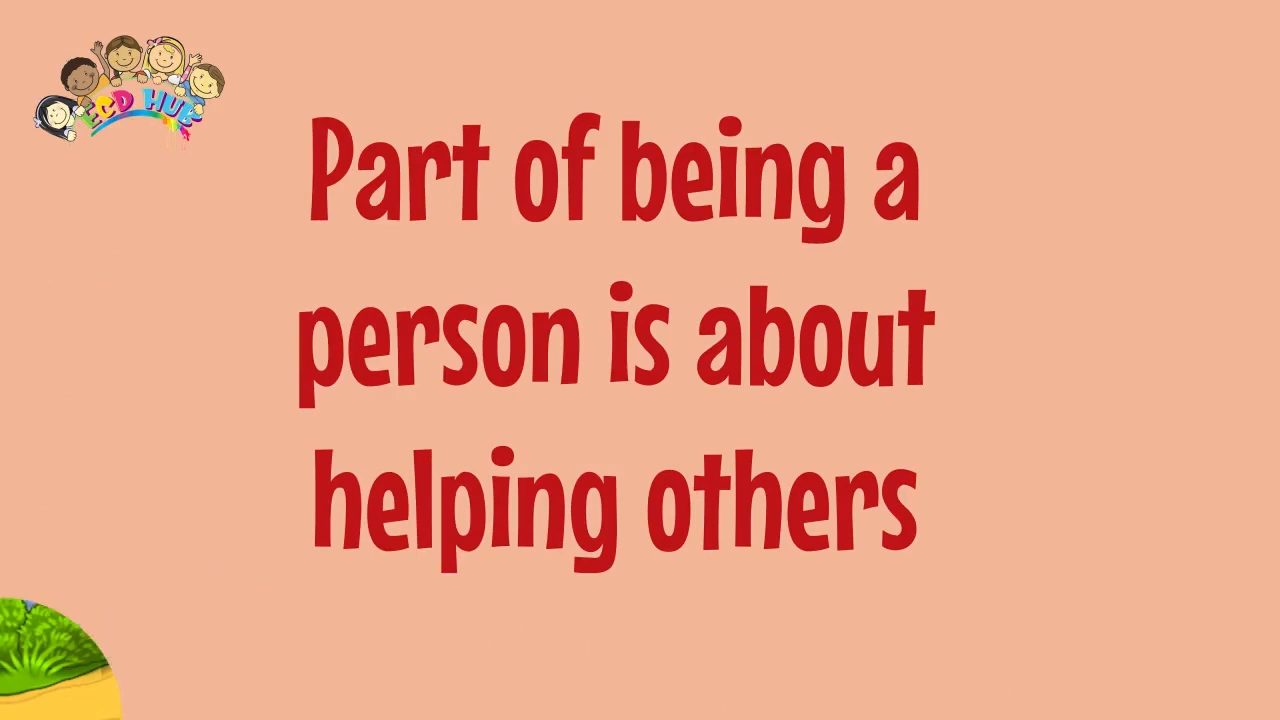 ECD HUB
Part of being a
person is about
helping others